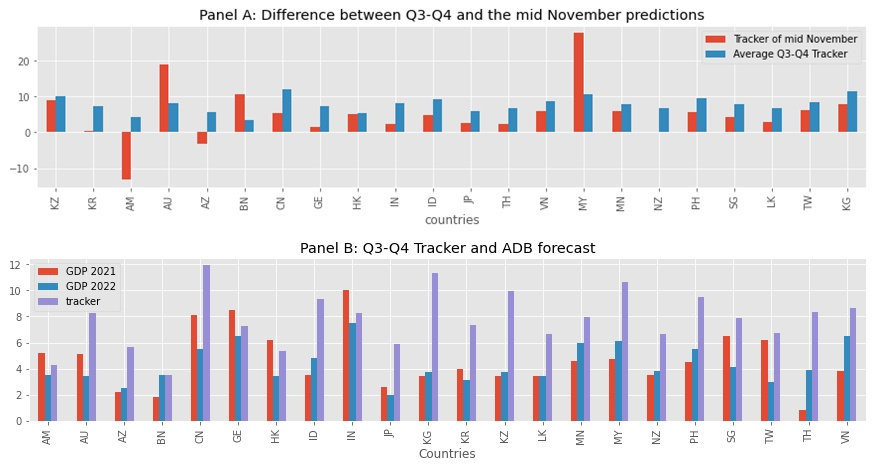 Panel A: Difference between Q3-Q4 and the mid November predictions
Tracker of mid November
Average Q3-Q4 Tracker
20
10
0
−10
KZ KR AM AU AZ BN CN GE HK IN ID JP TH VN MY MN NZ PH SG LK TW KG
countries
Panel B: Q3-Q4 Tracker and ADB forecast
GDP 2021
GDP 2022
tracker
12
10
8
6
4
2
0
AM AU AZ BN CN GE HK ID IN JP KG KR KZ LK MN MY NZ PH SG TW TH VN
Countries